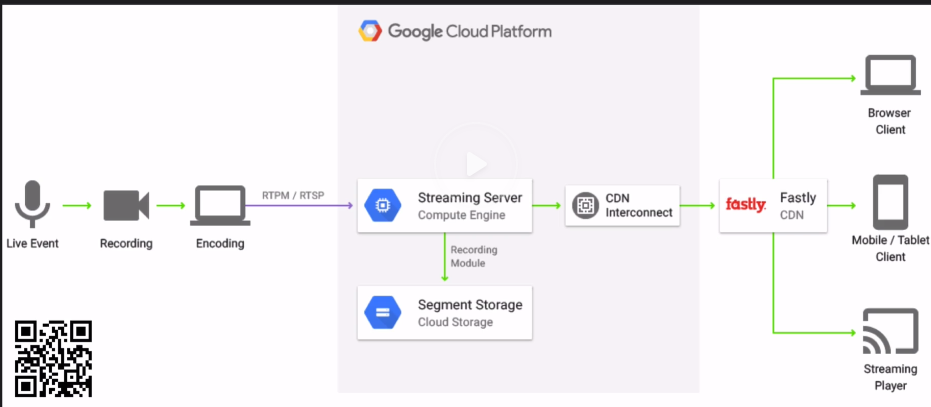 Google Cloud Platform
Live Event
Recording
Encoding
RTPM / RTSP
Streaming Server
Compute Engine
Recording
Module
Segment Storage
Cloud Storage
CDN
Interconnect
fastly
Fastly
CDN
Browser
Client
Mobile / Tablet
Client
Streaming
Player